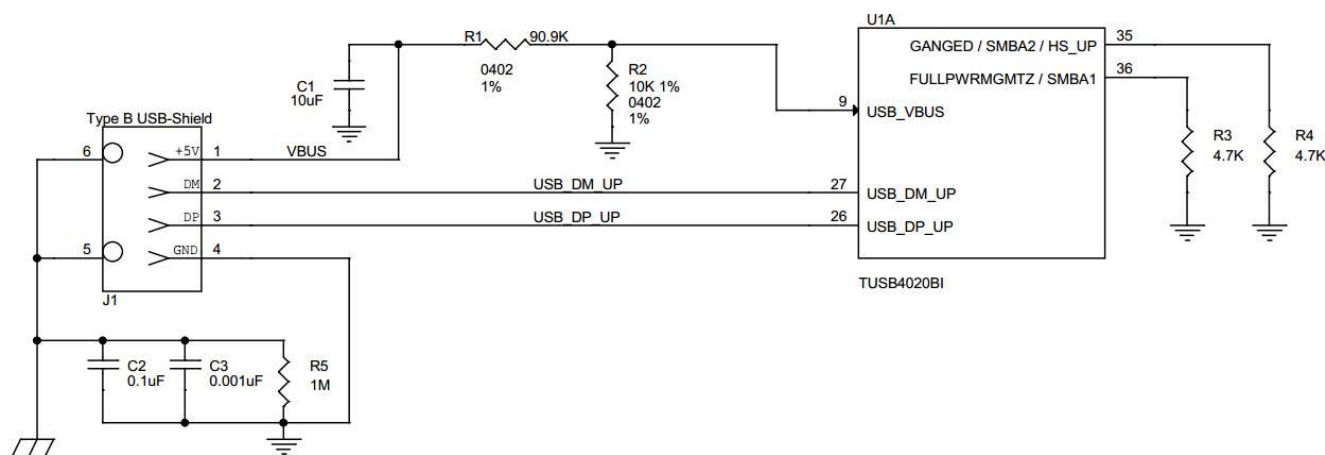 U1A
R1
90.9K
0402
1%
C1
10uF
R2
10K 1%
0402
1%
GANGED / SMBA2 / HS_UP
35
FULLPWRMGMTZ / SMBA1
36
9
USB_VBUS
R3
4.7K
R4
4.7K
Type B USB-Shield
6
+5V
1
VBUS
DM
2
USB_DM_UP
27
USB_DM_UP
DP
3
USB_DP_UP
26
USB_DP_UP
5
GND
4
J1
TUSB4020BI
C2
0.1uF
C3
0.001uF
R5
1M